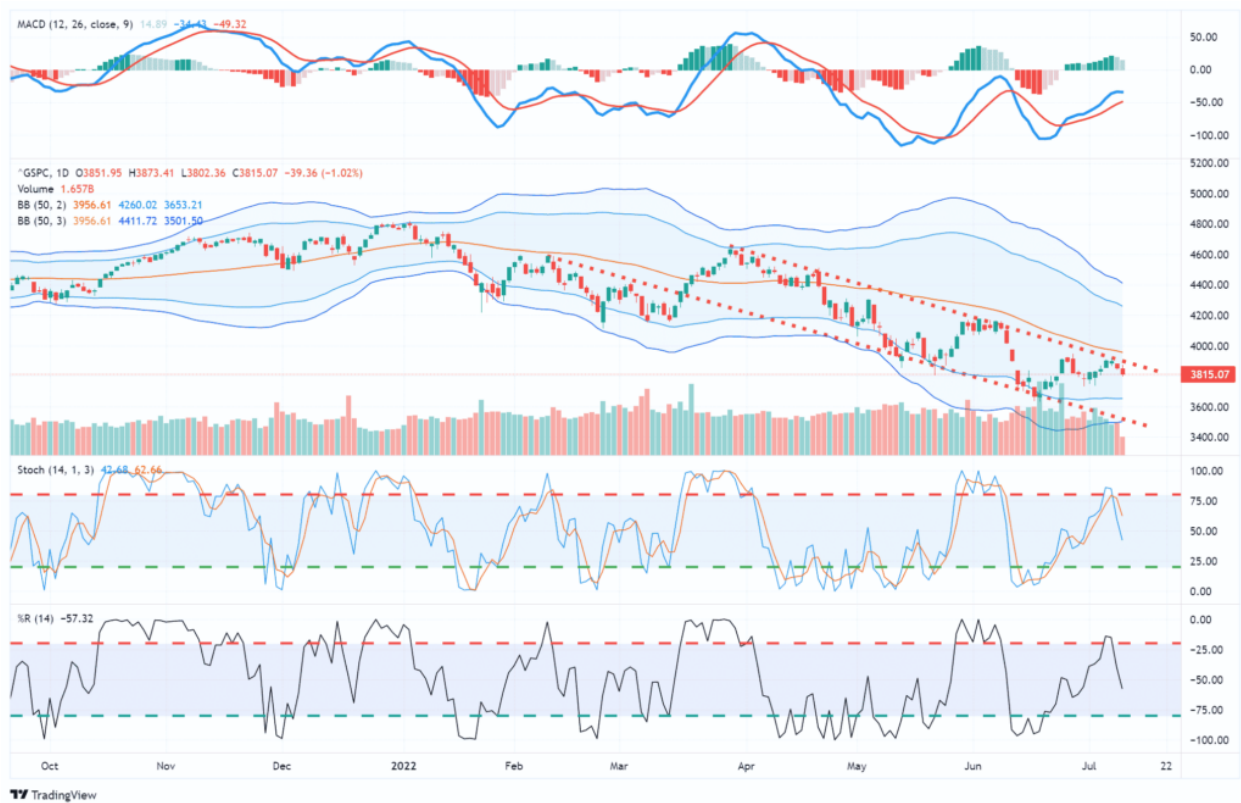 MACD (12, 26, close, 9) 14.89 −34.43 −49.32
50.00
0.00
−50.00
−100.00
5200.00
^GSPC, 1D O3851.95 H3873.41 L3802.36 C3815.07 −39.36 (−1.02%)
Volume 1.657B
5000.00
BB (50, 2) 3956.61 4260.02 3653.21
BB (50, 3) 3956.61 4411.72 3501.50
4800.00
4600.00
4400.00
4200.00
4000.00
3815.07
3600.00
3400.00
Stoch (14, 1, 3) 42.68 62.66
100.00
75.00
50.00
25.00
0.00
%R (14) −57.32
0.00
−25.00
−50.00
−75.00
−100.00
Oct Nov Dec 2022 Feb Mar Apr May Jun Jul 22
TradingView